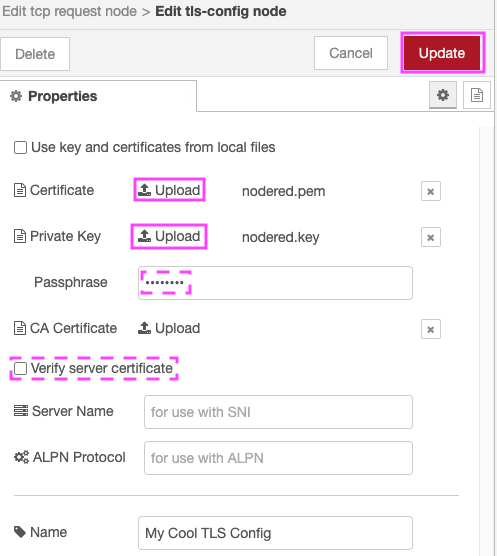 Edit tcp request node > Edit tls-config node
Delete
Cancel
Update
Properties
Use key and certificates from local files
Certificate
Upload
nodered.pem
Private Key
Upload
nodered.key
Passphrase
••••••••
CA Certificate
Upload
Verify server certificate
Server Name
for use with SNI
ALPN Protocol
for use with ALPN
Name
My Cool TLS Config